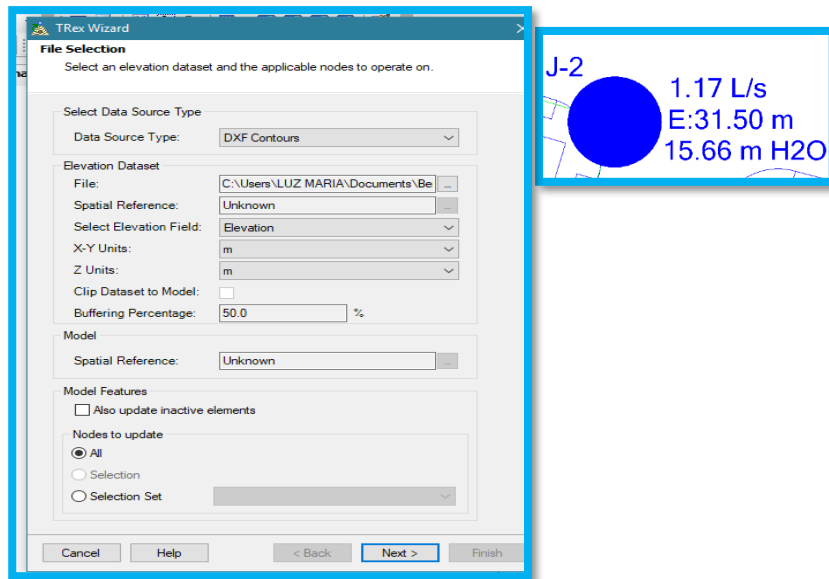 TRex Wizard
File Selection
Select an elevation dataset and the applicable nodes to operate on.
Select Data Source Type
Data Source Type: DXF Contours
Elevation Dataset
File: C:\Users\LUZ MARIA\Documents\Be ...
Spatial Reference: Unknown ...
Select Elevation Field: Elevation
X-Y Units: m
Z Units: m
Clip Dataset to Model:
Buffering Percentage: 50.0 %
Model
Spatial Reference: Unknown ...
Model Features
Also update inactive elements
Nodes to update
All
Selection
Selection Set
Cancel Help < Back Next > Finish
J-2
1.17 L/s
E:31.50 m
15.66 m H2O